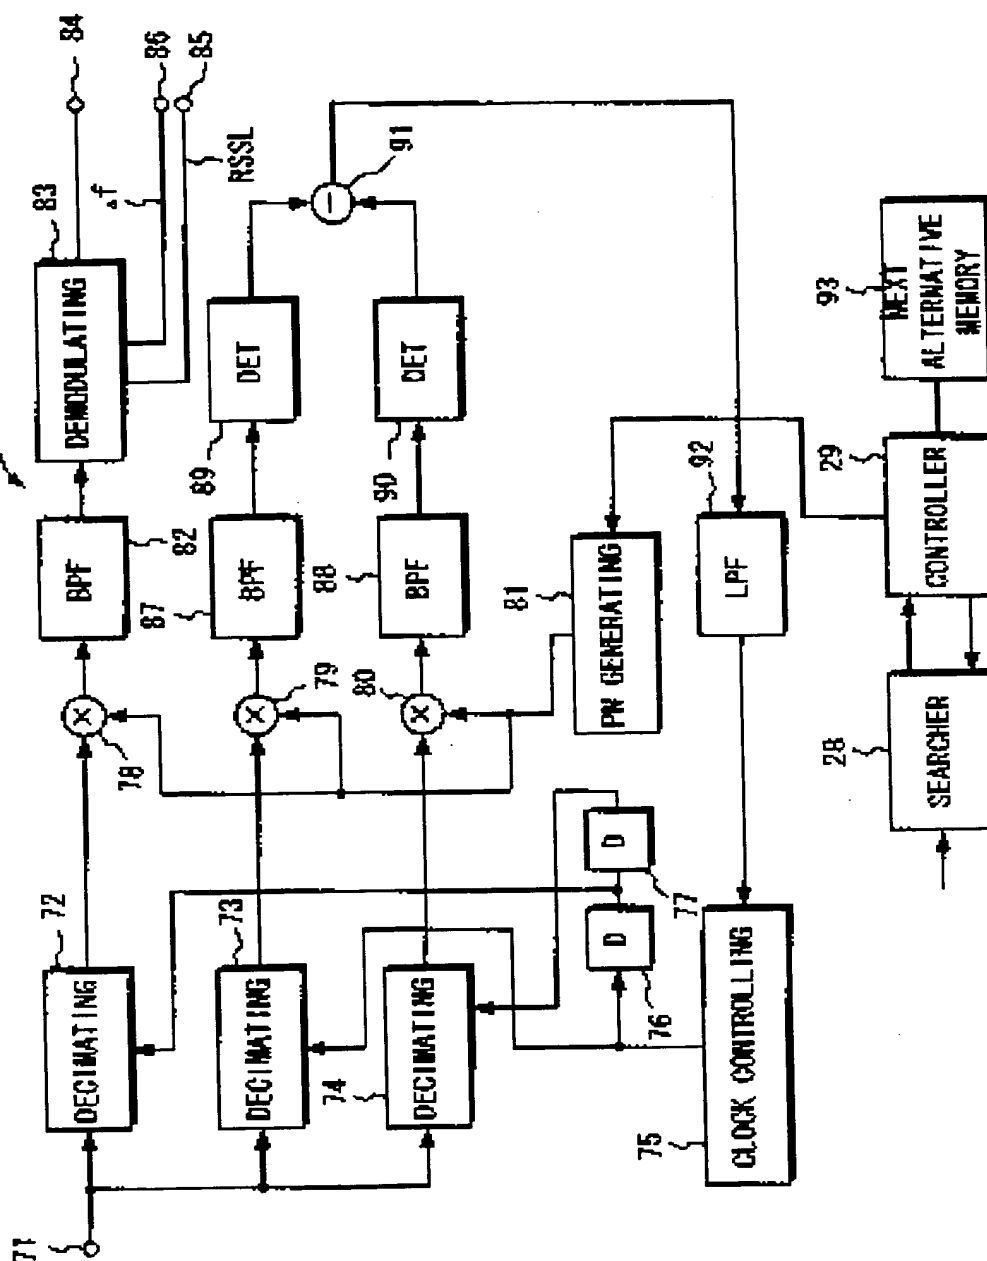 71
DECIMATING
72
DECIMATING
73
DECIMATING
74
CLOCK CONTROLLING
75
D
76
D
77
78
79
80
PN GENERATING
81
BPF
82
BPF
87
BPF
88
DEMODULATING
83
84
86
85
△f
RSSL
DET
89
DET
90
91
LPF
92
SEARCHER
28
CONTROLLER
29
NEXT
ALTERNATIVE
MEMORY
93